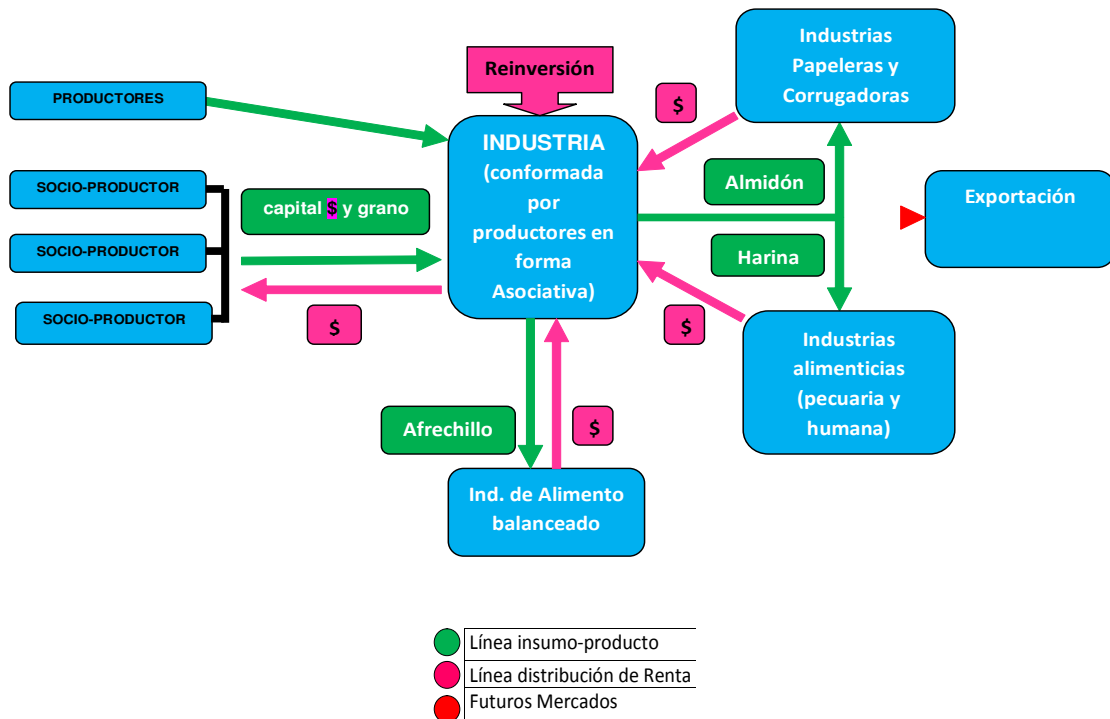 Reinversión
Industrias
Papeleras y
Corrugadoras
PRODUCTORES
$
INDUSTRIA
(conformada
por
productores en
forma
Asociativa)
SOCIO-PRODUCTOR
SOCIO-PRODUCTOR
SOCIO-PRODUCTOR
capital $ y grano
$
Almidón
Harina
Exportación
$
Industrias
alimenticias
(pecuaria y
humana)
Afrechillo
$
Ind. de Alimento
balanceado
Línea insumo-producto
Línea distribución de Renta
Futuros Mercados